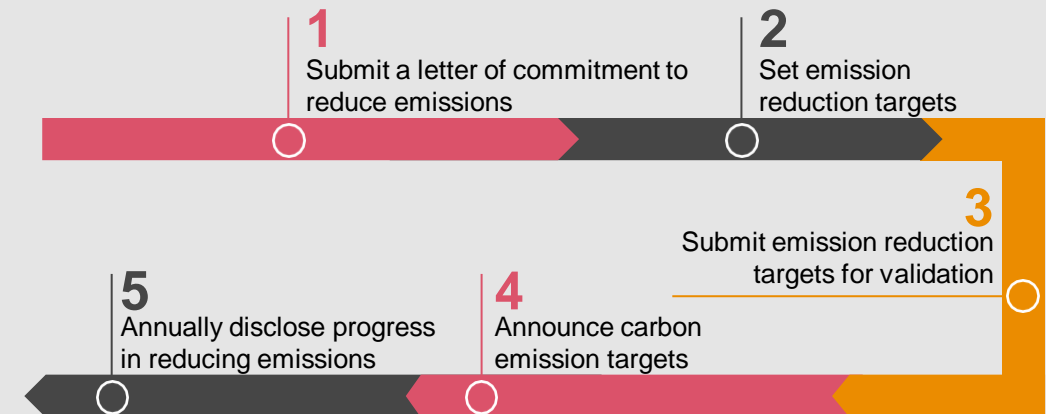 1
Submit a letter of commitment to
reduce emissions
2
Set emission
reduction targets
3
Submit emission reduction
targets for validation
4
Announce carbon
emission targets
5
Annually disclose progress
in reducing emissions